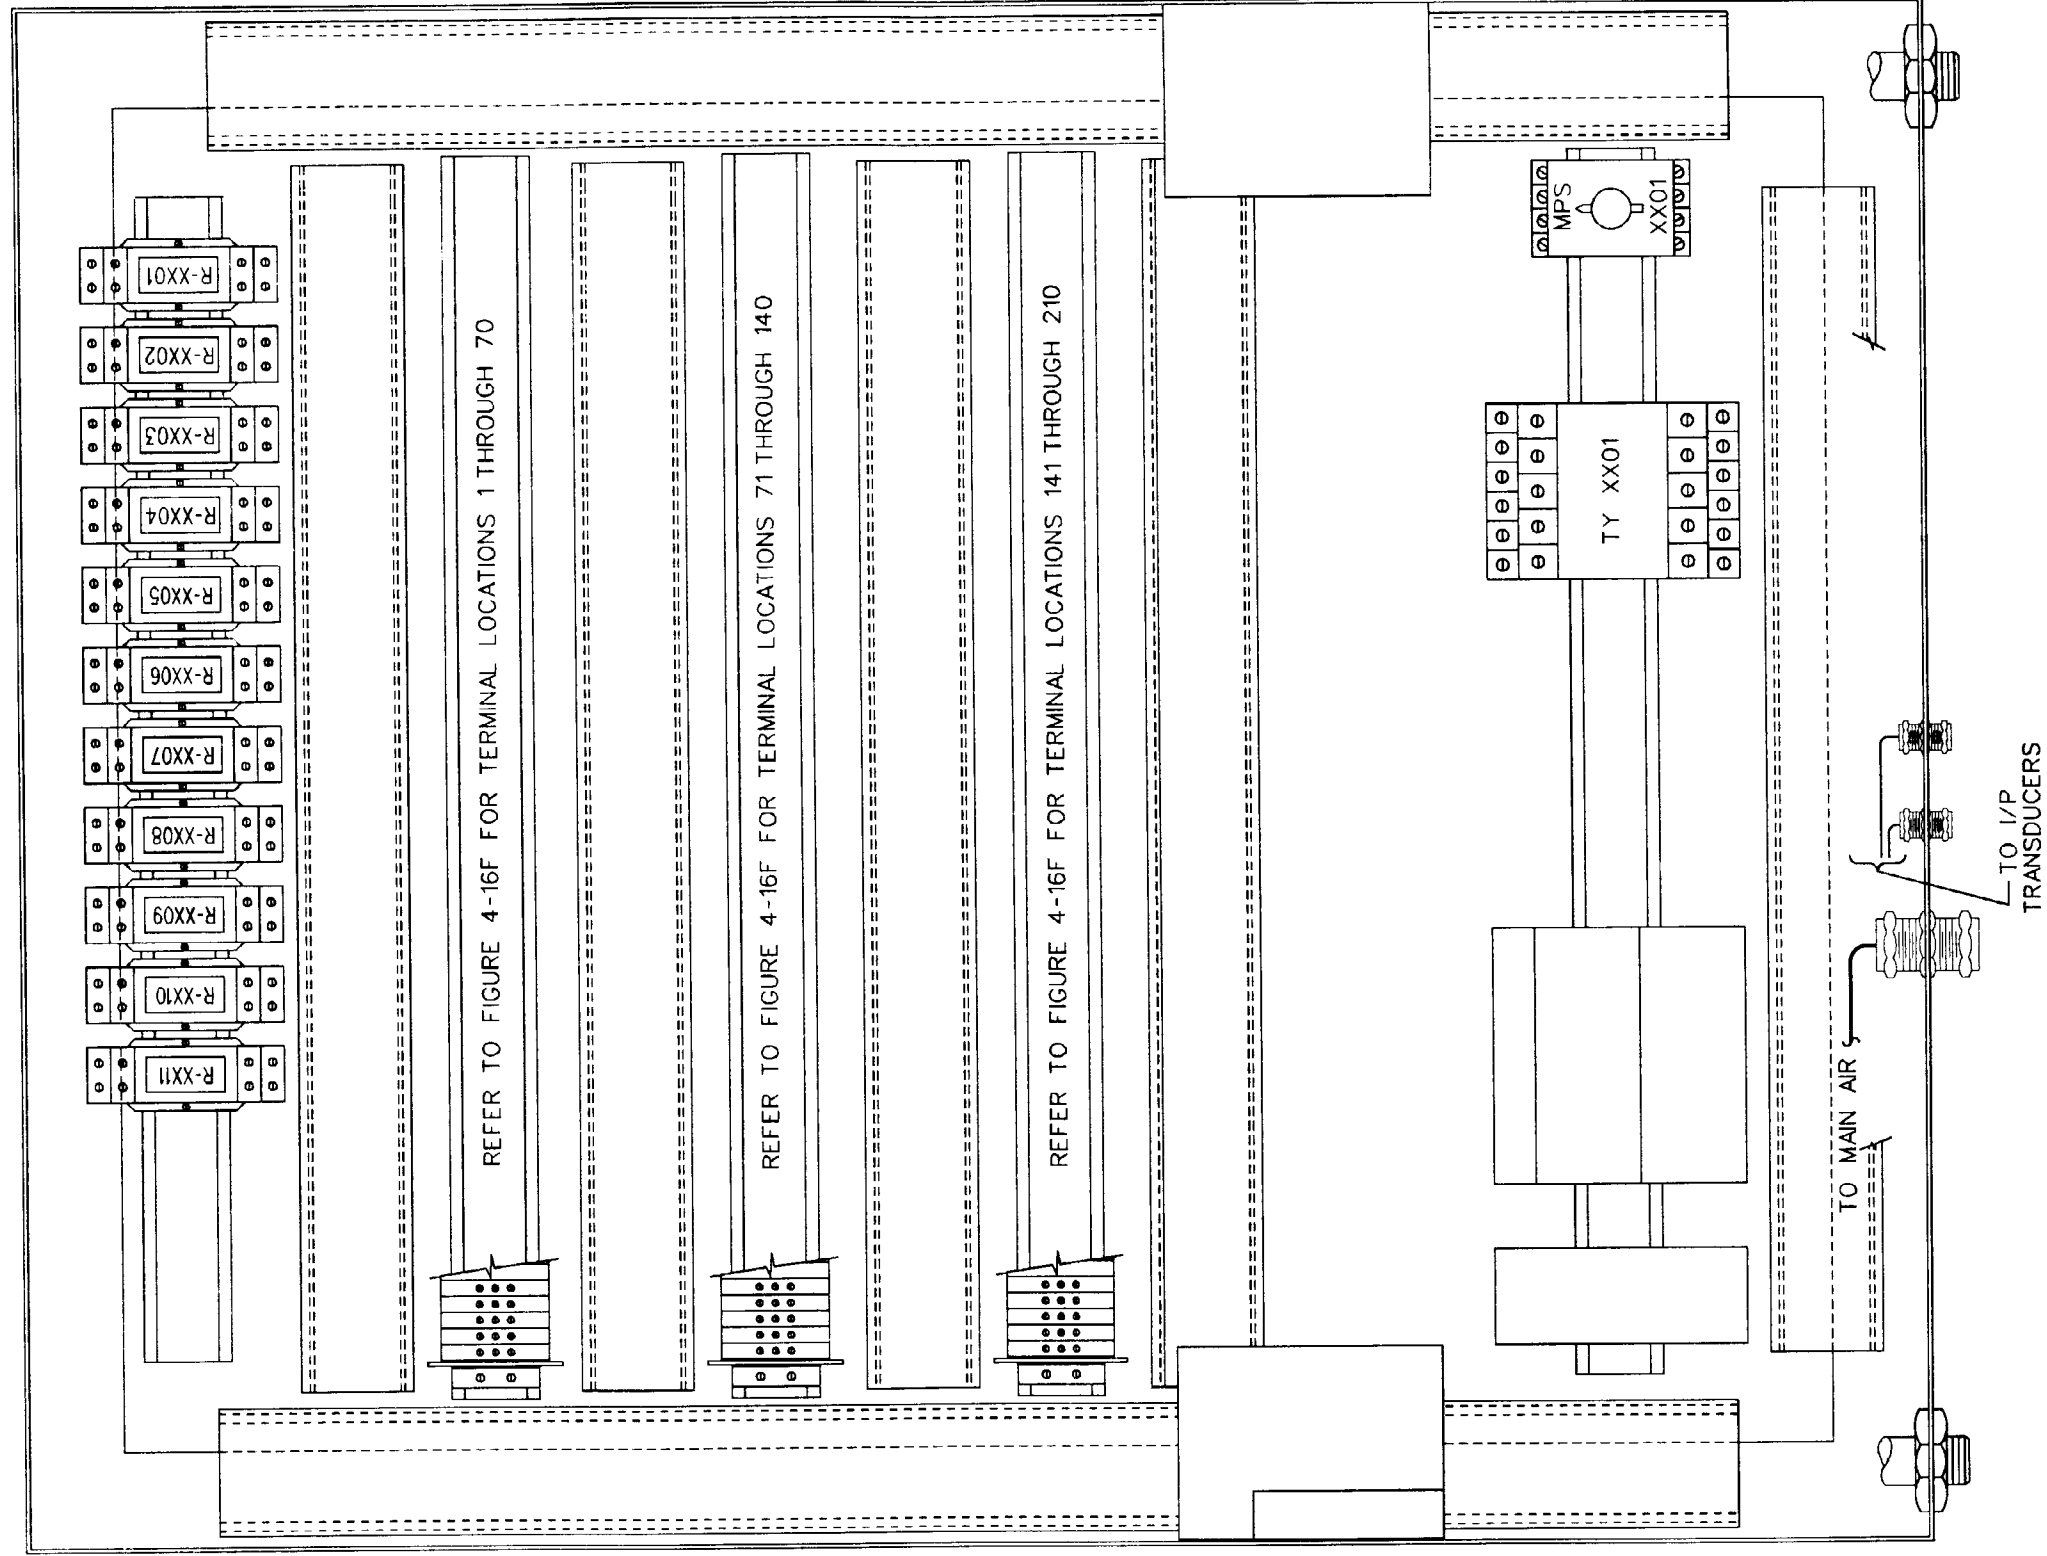 R-XX11
R-XX10
R-XX09
R-XX08
R-XX07
R-XX06
R-XX05
R-XX04
R-XX03
R-XX02
R-XX01
REFER TO FIGURE 4-16F FOR TERMINAL LOCATIONS 1 THROUGH 70
REFER TO FIGURE 4-16F FOR TERMINAL LOCATIONS 71 THROUGH 140
REFER TO FIGURE 4-16F FOR TERMINAL LOCATIONS 141 THROUGH 210
TY XX01
MPS
XX01
TO MAIN AIR
TO I/P
TRANSDUCERS